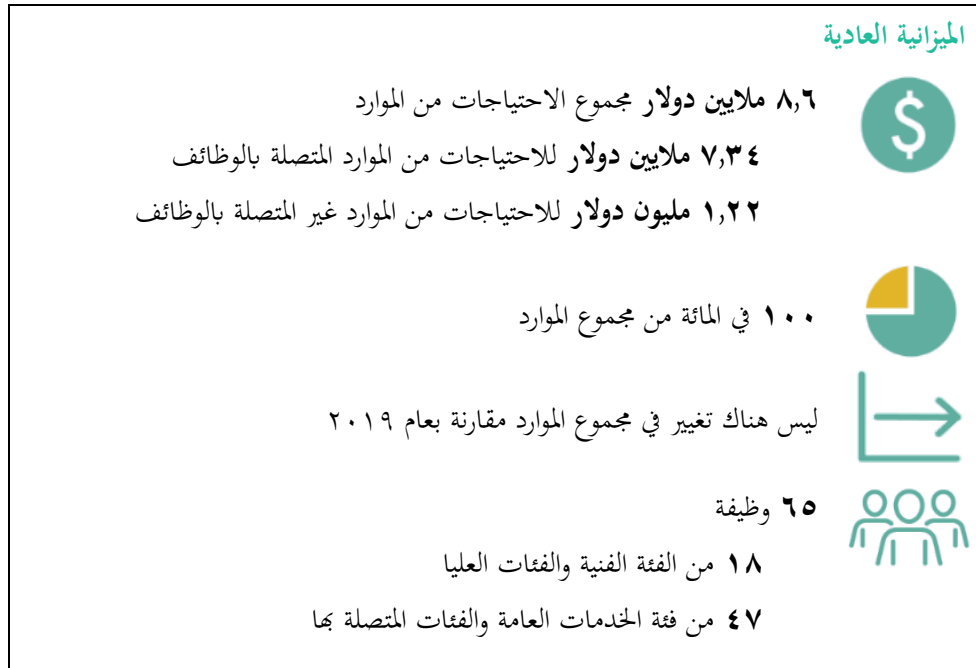 الميزانية العادية
$
٨,٦ ملايين دولار مجموع الاحتياجات من الموارد
٧,٣٤ ملايين دولار للاحتياجات من الموارد المتصلة بالوظائف
١,٢٢ مليون دولار للاحتياجات من الموارد غير المتصلة بالوظائف
١٠٠ في المائة من مجموع الموارد
ليس هناك تغيير في مجموع الموارد مقارنة بعام ٢٠١٩
٦٥ وظيفة
١٨ من الفئة الفنية والفئات العليا
٤٧ من فئة الخدمات العامة والفئات المتصلة بها